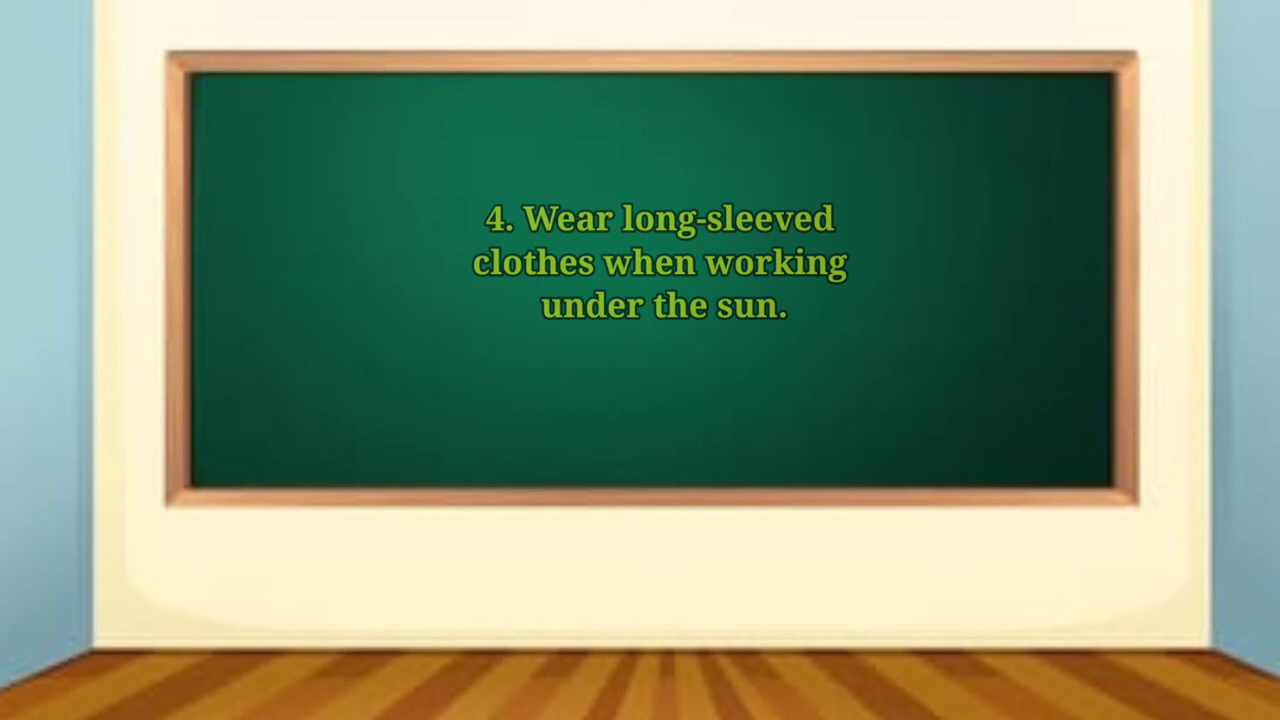 4. Wear long-sleeved
clothes when working
under the sun.